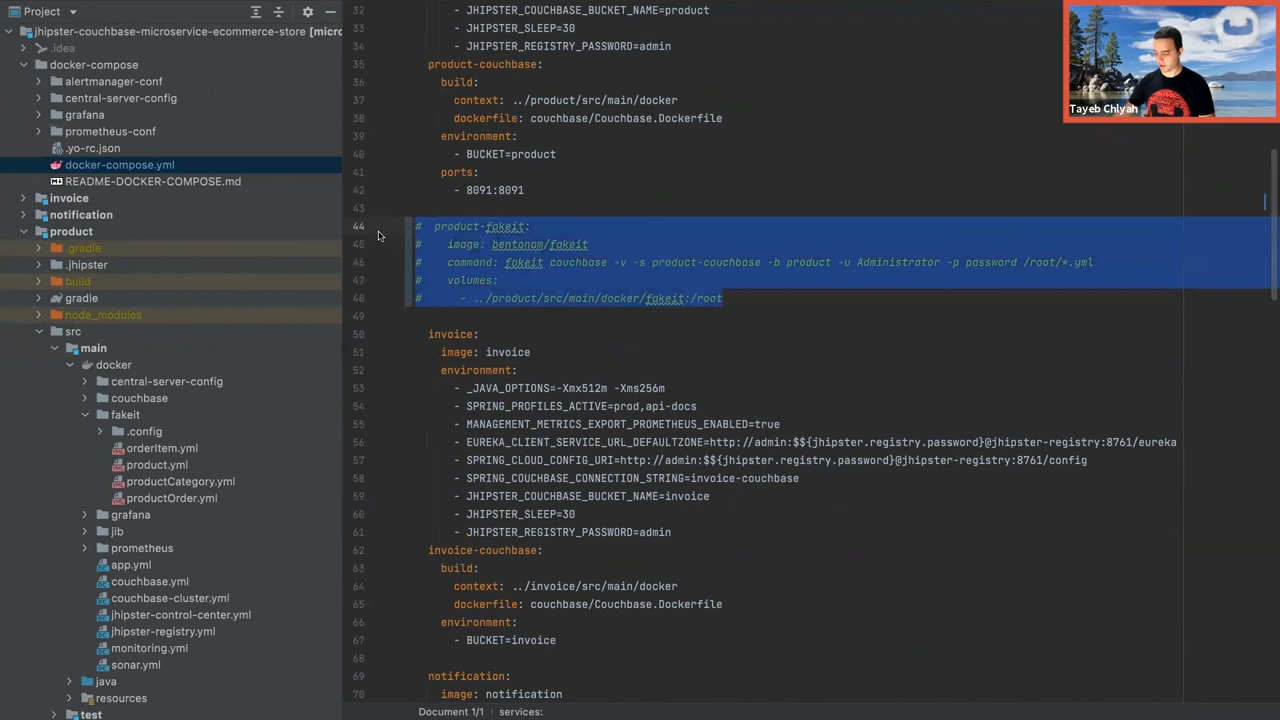 Project
jhipster-couchbase-microservice-ecommerce-store [micro
.idea
docker-compose
alertmanager-conf
central-server-config
grafana
prometheus-conf
.yo-rc.json
docker-compose.yml
README-DOCKER-COMPOSE.md
invoice
notification
product
.gradle
.jhipster
build
gradle
node_modules
src
main
docker
central-server-config
couchbase
fakeit
.config
orderItem.yml
product.yml
productCategory.yml
productOrder.yml
grafana
jib
prometheus
app.yml
couchbase.yml
couchbase-cluster.yml
jhipster-control-center.yml
jhipster-registry.yml
monitoring.yml
sonar.yml
java
resources
test
32 - JHIPSTER_COUCHBASE_BUCKET_NAME=product
33 - JHIPSTER_SLEEP=30
34 - JHIPSTER_REGISTRY_PASSWORD=admin
35 product-couchbase:
36 build:
37 context: ../product/src/main/docker
38 dockerfile: couchbase/Couchbase.Dockerfile
39 environment:
40 - BUCKET=product
41 ports:
42 - 8091:8091
43
44 # product-fakeit:
45 # image: bentonam/fakeit
46 # command: fakeit couchbase -v -s product-couchbase -b product -u Administrator -p password /root/*.yml
47 # volumes:
48 # - ../product/src/main/docker/fakeit:/root
49
50 invoice:
51 image: invoice
52 environment:
53 - _JAVA_OPTIONS=-Xmx512m -Xms256m
54 - SPRING_PROFILES_ACTIVE=prod,api-docs
55 - MANAGEMENT_METRICS_EXPORT_PROMETHEUS_ENABLED=true
56 - EUREKA_CLIENT_SERVICE_URL_DEFAULTZONE=http://admin:$${jhipster.registry.password}@jhipster-registry:8761/eureka
57 - SPRING_CLOUD_CONFIG_URI=http://admin:$${jhipster.registry.password}@jhipster-registry:8761/config
58 - SPRING_COUCHBASE_CONNECTION_STRING=invoice-couchbase
59 - JHIPSTER_COUCHBASE_BUCKET_NAME=invoice
60 - JHIPSTER_SLEEP=30
61 - JHIPSTER_REGISTRY_PASSWORD=admin
62 invoice-couchbase:
63 build:
64 context: ../invoice/src/main/docker
65 dockerfile: couchbase/Couchbase.Dockerfile
66 environment:
67 - BUCKET=invoice
68
69 notification:
70 image: notification
Document 1/1 › services:
Tayeb Chlyah